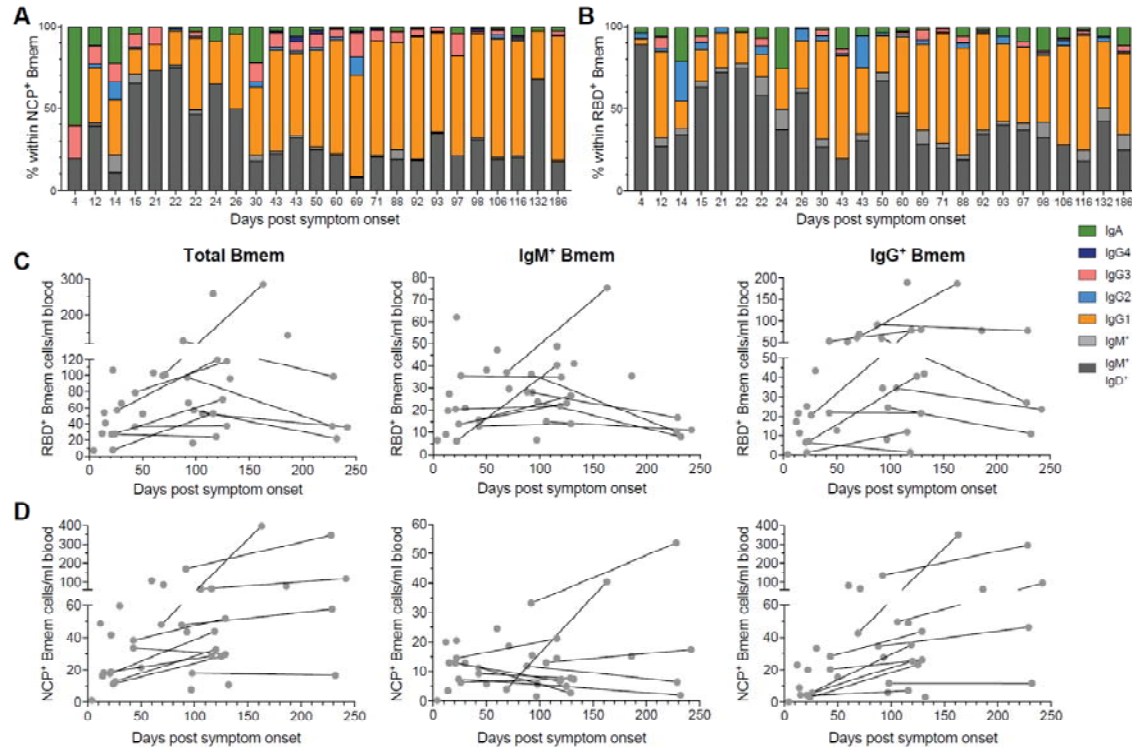 A
% within NCP⁺ Bmem
100
50
0
4 12 14 15 21 22 22 24 26 30 43 43 50 60 69 71 88 92 93 97 98 106 116 132 186
Days post symptom onset
B
% within RBD⁺ Bmem
100
50
0
4 12 14 15 21 22 22 24 26 30 43 43 50 60 69 71 88 92 93 97 98 106 116 132 186
Days post symptom onset
IgA
IgG4
IgG3
IgG2
IgG1
IgM⁺
IgM⁺
IgD⁺
C
Total Bmem
RBD⁺ Bmem cells/ml blood
300
200
120
100
80
60
40
20
0
0 50 100 150 200 250
Days post symptom onset
IgM⁺ Bmem
80
70
60
50
40
30
20
10
0
0 50 100 150 200 250
Days post symptom onset
IgG⁺ Bmem
200
150
100
50
50
40
30
20
10
0
0 50 100 150 200 250
Days post symptom onset
D
NCP⁺ Bmem cells/ml blood
400
300
200
100
60
40
20
0
0 50 100 150 200 250
Days post symptom onset
NCP⁺ Bmem cells/ml blood
60
50
40
30
20
10
0
0 50 100 150 200 250
Days post symptom onset
NCP⁺ Bmem cells/ml blood
400
300
200
100
60
40
20
0
0 50 100 150 200 250
Days post symptom onset